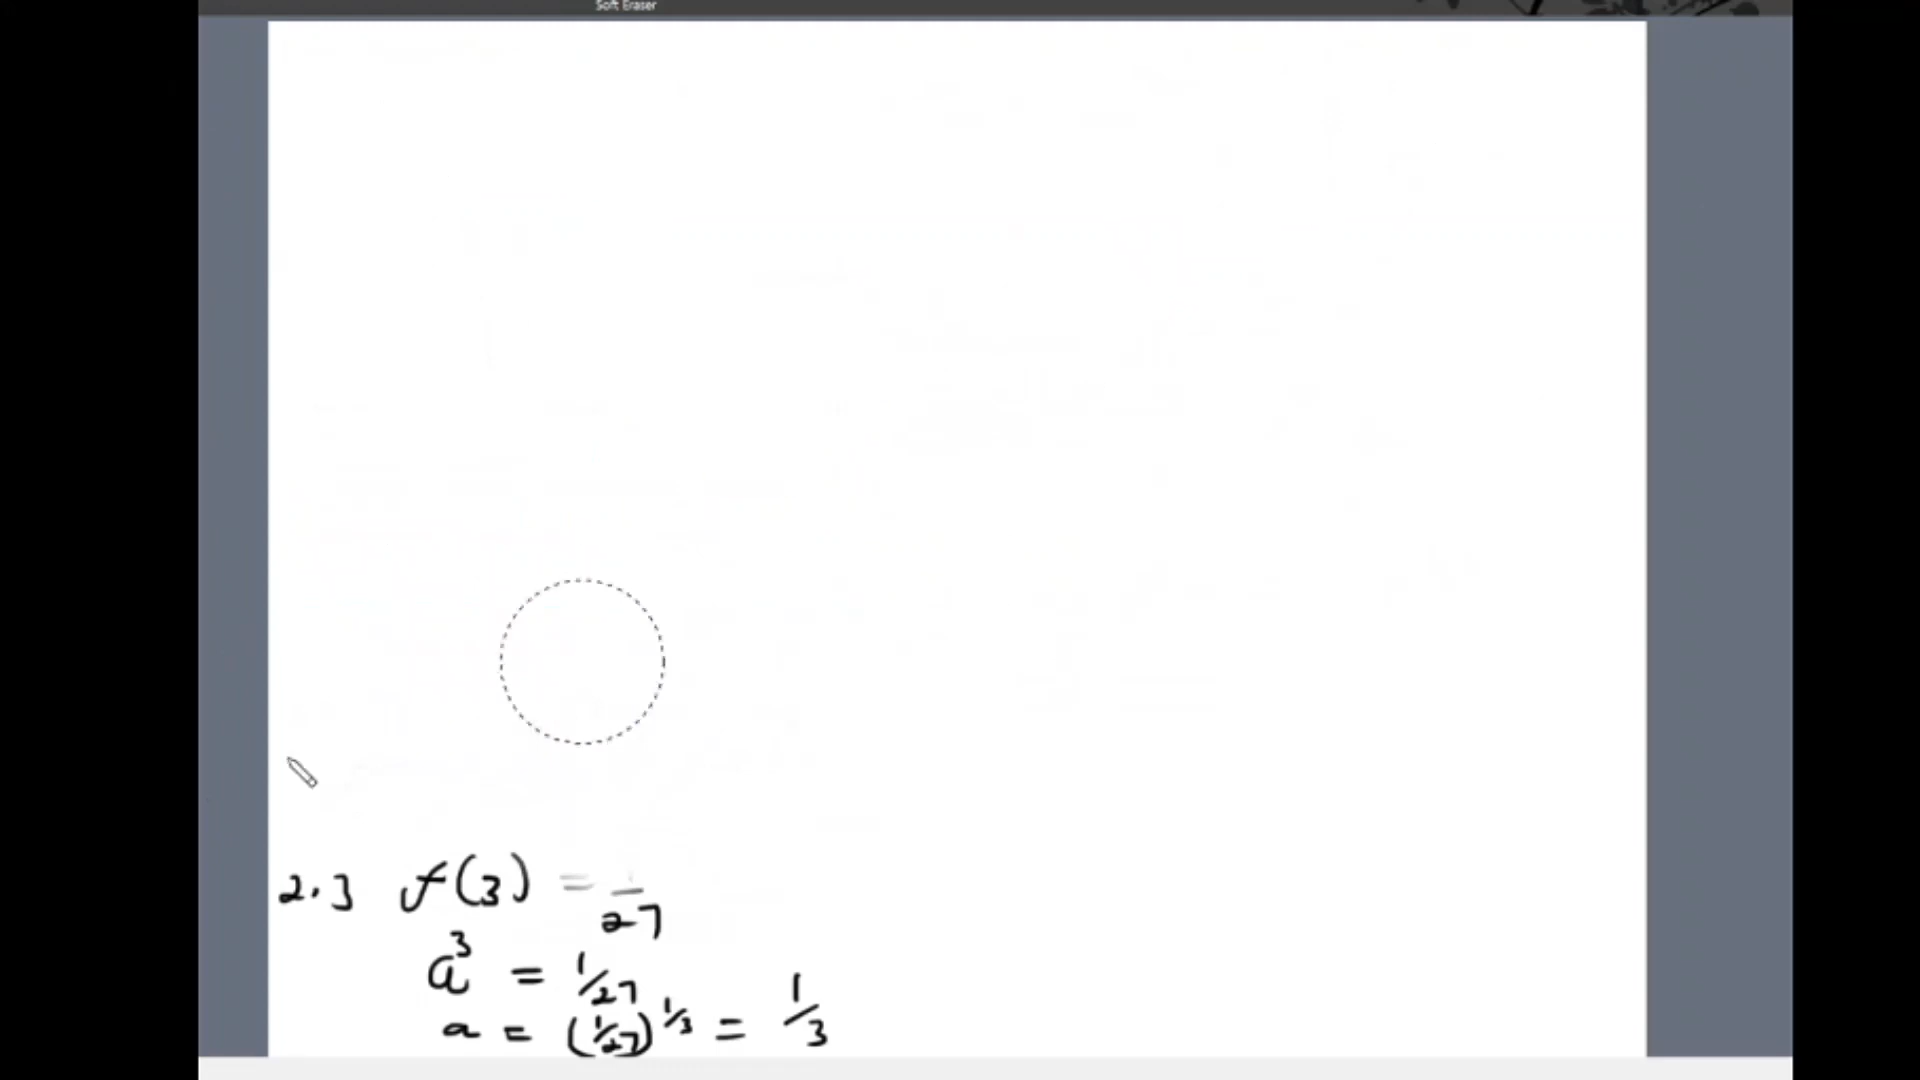 Soft Eraser
2.3 f(3) = 1/27
a³ = 1/27
a = (1/27)^1/3 = 1/3